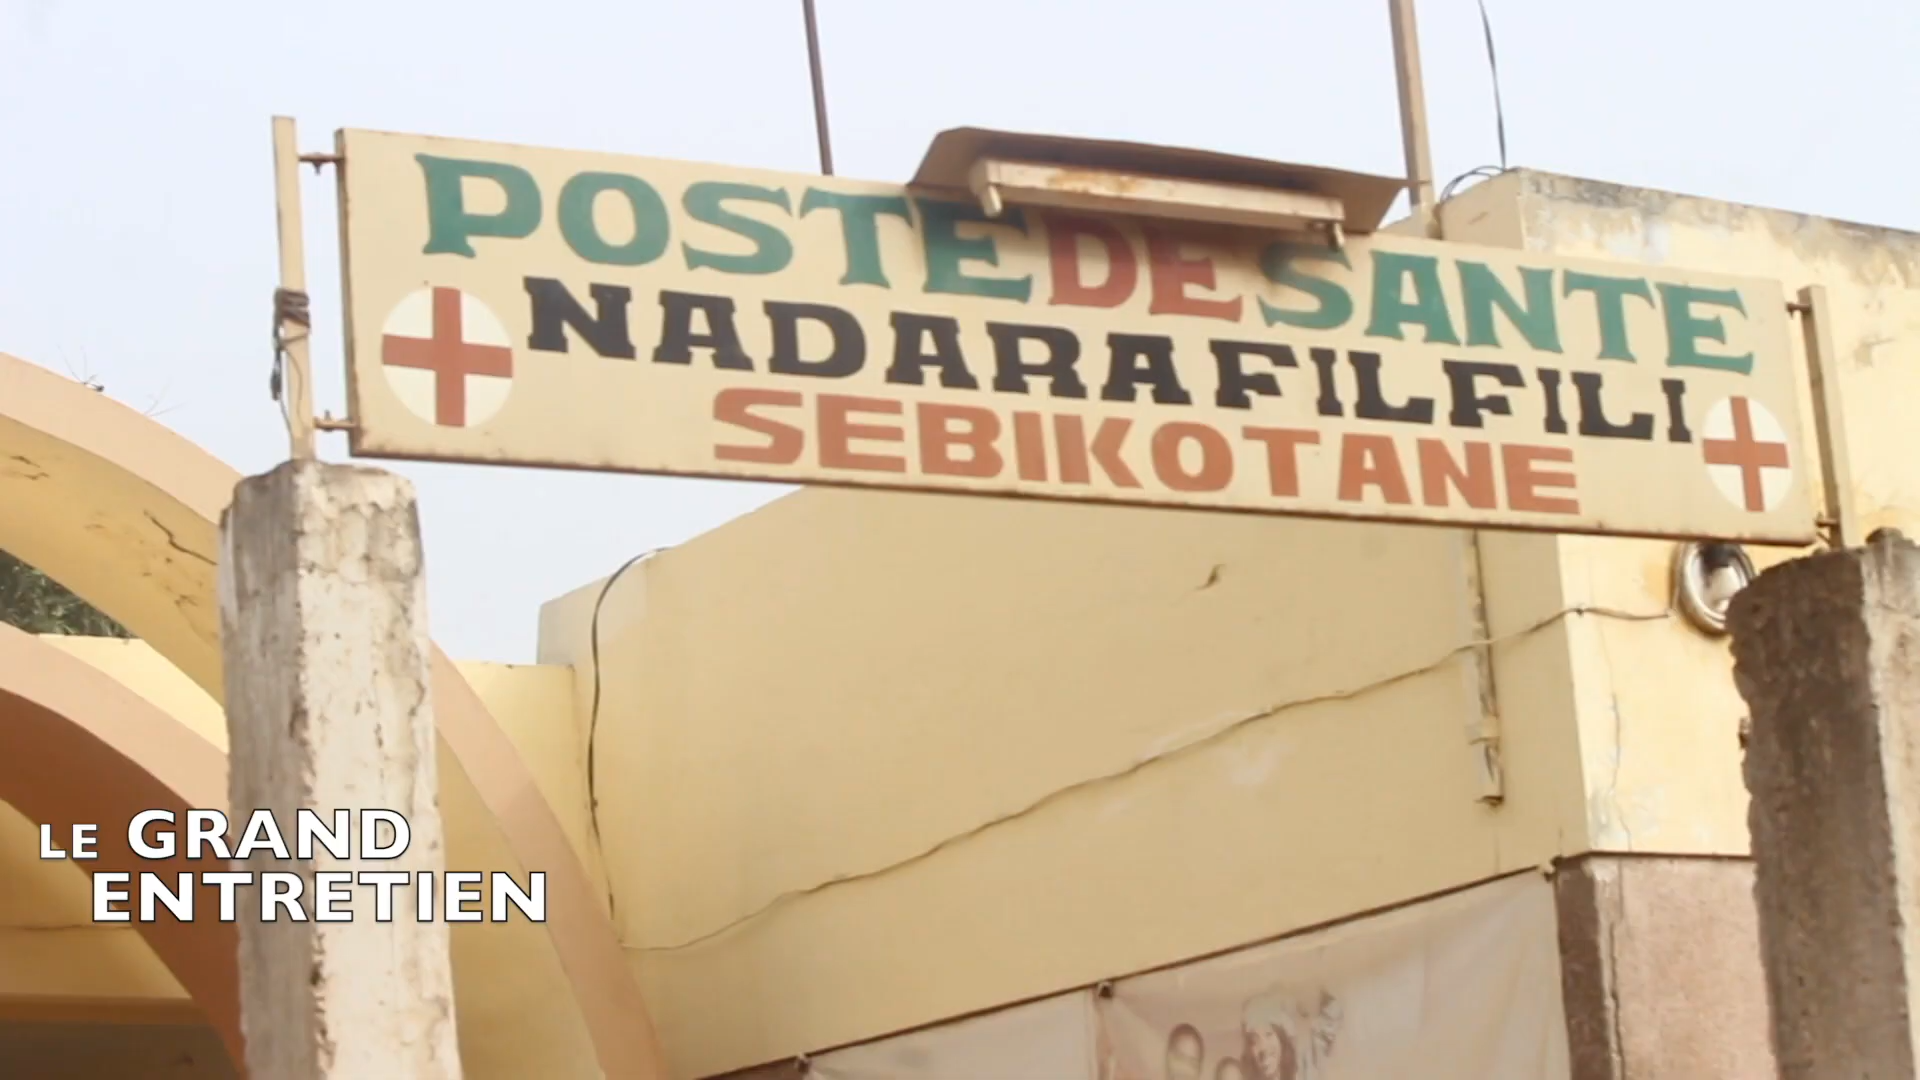 POSTE DE SANTE
NADARA FILFILI
SEBIKOTANE
LE GRAND
ENTRETIEN